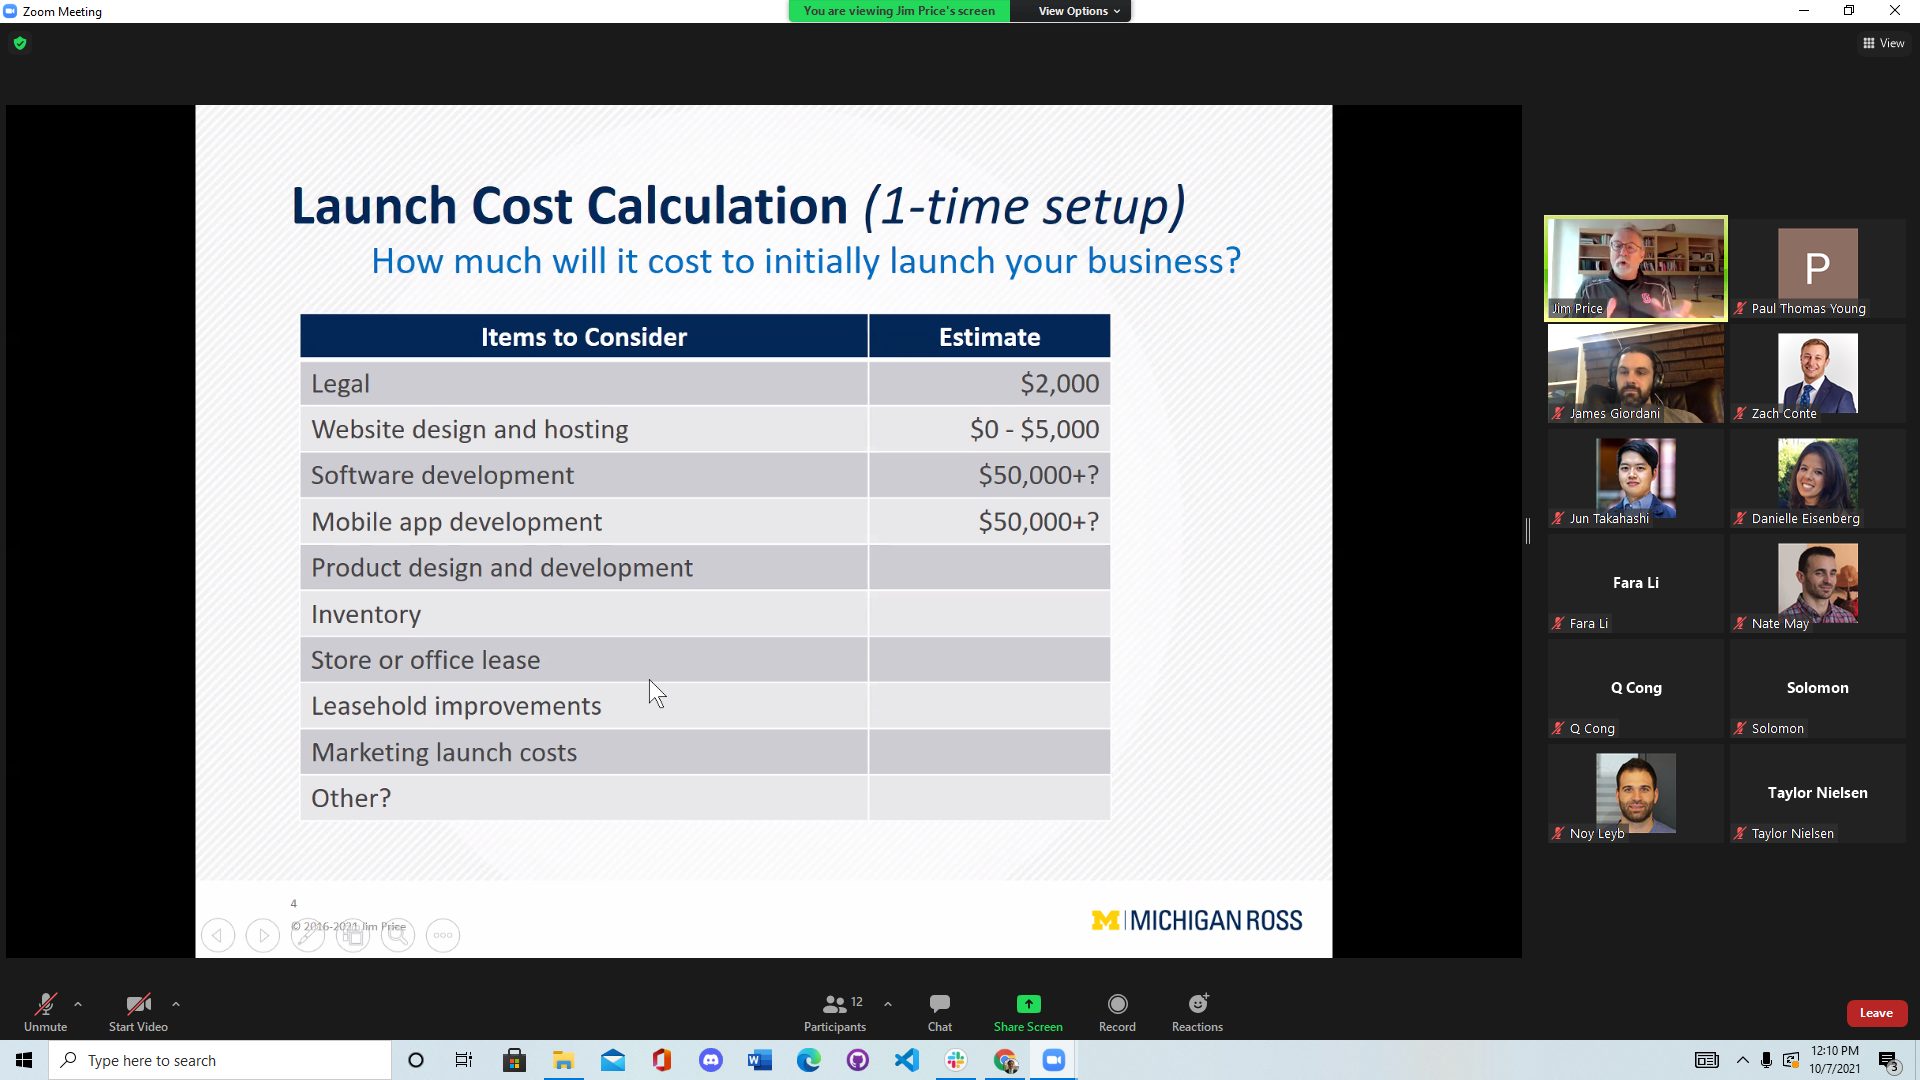 Zoom Meeting
You are viewing Jim Price's screen
View Options
View
Launch Cost Calculation (1-time setup)
How much will it cost to initially launch your business?
Items to Consider Estimate
Legal $2,000
Website design and hosting $0 - $5,000
Software development $50,000+?
Mobile app development $50,000+?
Product design and development
Inventory
Store or office lease
Leasehold improvements
Marketing launch costs
Other?
4
© 2016-2021 Jim Price
M MICHIGAN ROSS
Jim Price
P
Paul Thomas Young
James Giordani
Zach Conte
Jun Takahashi
Danielle Eisenberg
Fara Li
Fara Li
Nate May
Q Cong
Q Cong
Solomon
Solomon
Noy Leyb
Taylor Nielsen
Taylor Nielsen
Unmute
Start Video
12
Participants
Chat
Share Screen
Record
Reactions
Leave
Type here to search
12:10 PM
10/7/2021
3